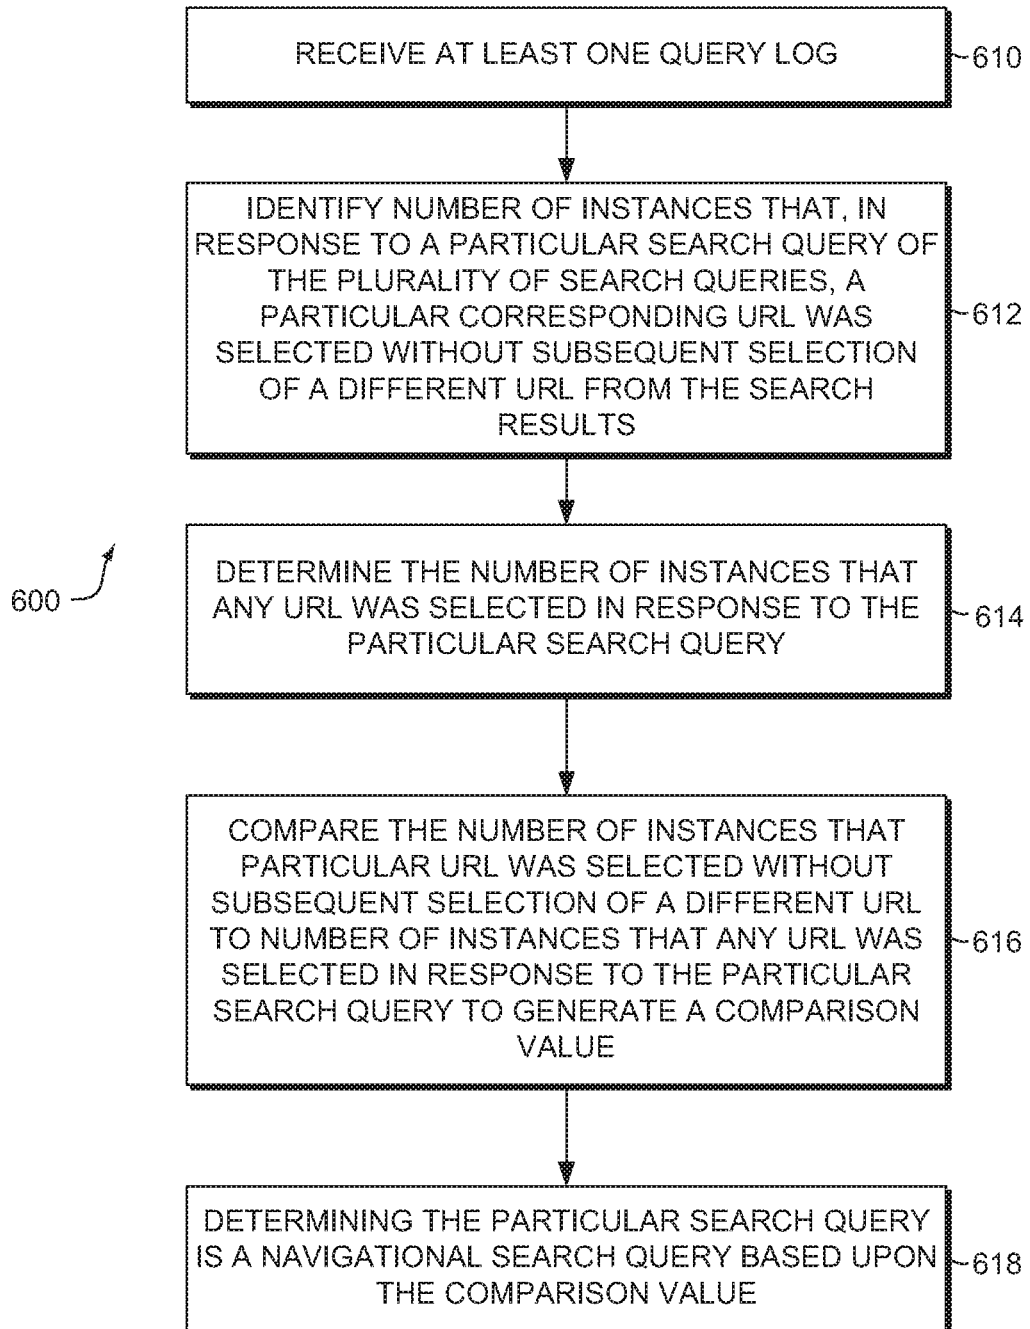 RECEIVE AT LEAST ONE QUERY LOG
610
IDENTIFY NUMBER OF INSTANCES THAT, IN
RESPONSE TO A PARTICULAR SEARCH QUERY OF
THE PLURALITY OF SEARCH QUERIES, A
PARTICULAR CORRESPONDING URL WAS
SELECTED WITHOUT SUBSEQUENT SELECTION
OF A DIFFERENT URL FROM THE SEARCH
RESULTS
612
600
DETERMINE THE NUMBER OF INSTANCES THAT
ANY URL WAS SELECTED IN RESPONSE TO THE
PARTICULAR SEARCH QUERY
614
COMPARE THE NUMBER OF INSTANCES THAT
PARTICULAR URL WAS SELECTED WITHOUT
SUBSEQUENT SELECTION OF A DIFFERENT URL
TO NUMBER OF INSTANCES THAT ANY URL WAS
SELECTED IN RESPONSE TO THE PARTICULAR
SEARCH QUERY TO GENERATE A COMPARISON
VALUE
616
DETERMINING THE PARTICULAR SEARCH QUERY
IS A NAVIGATIONAL SEARCH QUERY BASED UPON
THE COMPARISON VALUE
618